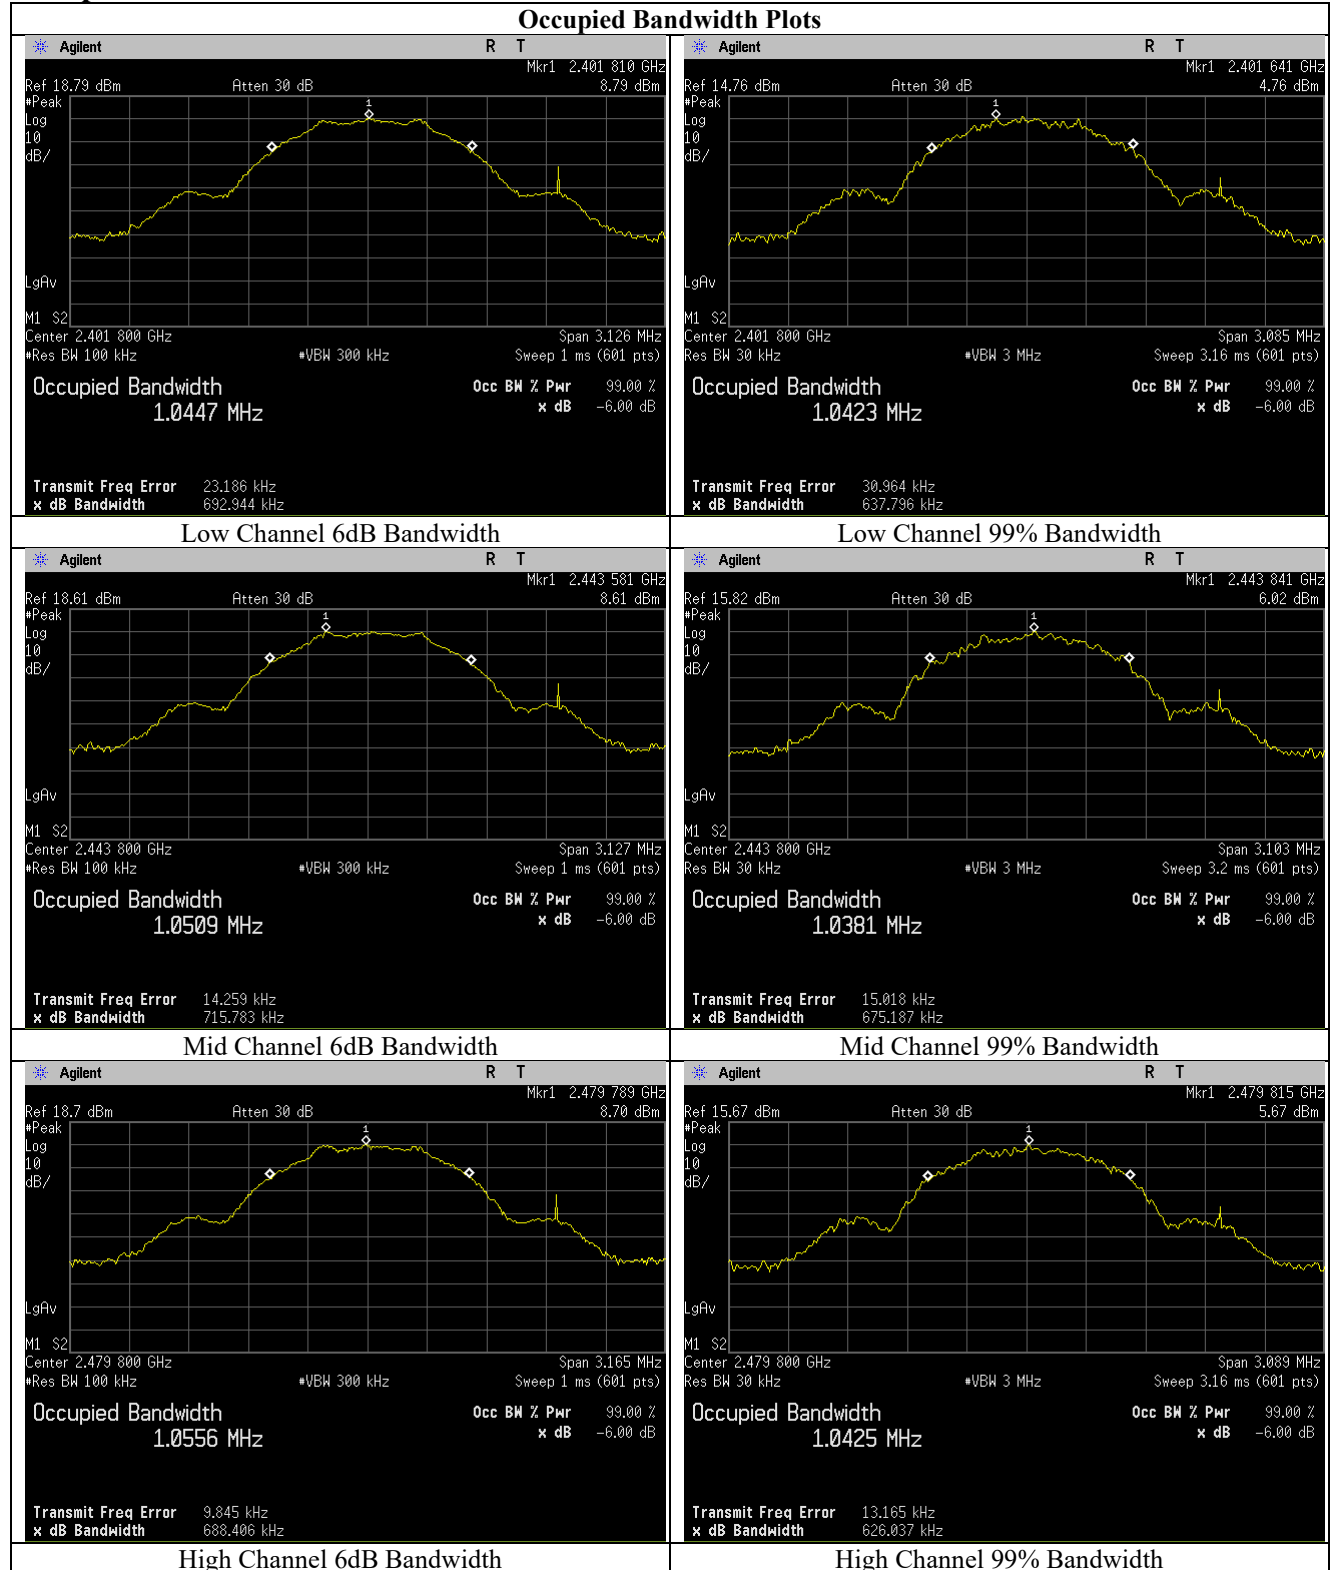 Occupied Bandwidth Plots
Agilent R T
Mkr1 2.401 810 GHz
Ref 18.79 dBm Atten 30 dB 8.79 dBm
#Peak
1
Log
10
dB/
LgAv
M1 S2
Center 2.401 800 GHz Span 3.126 MHz
#Res BW 100 kHz #VBW 300 kHz Sweep 1 ms (601 pts)
Occupied Bandwidth Occ BW % Pwr 99.00 %
1.0447 MHz x dB -6.00 dB
Transmit Freq Error 23.186 kHz
x dB Bandwidth 692.944 kHz
Low Channel 6dB Bandwidth
Agilent R T
Mkr1 2.401 641 GHz
Ref 14.76 dBm Atten 30 dB 4.76 dBm
#Peak
1
Log
10
dB/
LgAv
M1 S2
Center 2.401 800 GHz Span 3.085 MHz
Res BW 30 kHz #VBW 3 MHz Sweep 3.16 ms (601 pts)
Occupied Bandwidth Occ BW % Pwr 99.00 %
1.0423 MHz x dB -6.00 dB
Transmit Freq Error 30.964 kHz
x dB Bandwidth 637.796 kHz
Low Channel 99% Bandwidth
Agilent R T
Mkr1 2.443 581 GHz
Ref 18.61 dBm Atten 30 dB 8.61 dBm
#Peak
1
Log
10
dB/
LgAv
M1 S2
Center 2.443 800 GHz Span 3.127 MHz
#Res BW 100 kHz #VBW 300 kHz Sweep 1 ms (601 pts)
Occupied Bandwidth Occ BW % Pwr 99.00 %
1.0509 MHz x dB -6.00 dB
Transmit Freq Error 14.259 kHz
x dB Bandwidth 715.783 kHz
Mid Channel 6dB Bandwidth
Agilent R T
Mkr1 2.443 841 GHz
Ref 15.82 dBm Atten 30 dB 6.02 dBm
#Peak
1
Log
10
dB/
LgAv
M1 S2
Center 2.443 800 GHz Span 3.103 MHz
Res BW 30 kHz #VBW 3 MHz Sweep 3.2 ms (601 pts)
Occupied Bandwidth Occ BW % Pwr 99.00 %
1.0381 MHz x dB -6.00 dB
Transmit Freq Error 15.018 kHz
x dB Bandwidth 675.187 kHz
Mid Channel 99% Bandwidth
Agilent R T
Mkr1 2.479 789 GHz
Ref 18.7 dBm Atten 30 dB 8.70 dBm
#Peak
1
Log
10
dB/
LgAv
M1 S2
Center 2.479 800 GHz Span 3.165 MHz
#Res BW 100 kHz #VBW 300 kHz Sweep 1 ms (601 pts)
Occupied Bandwidth Occ BW % Pwr 99.00 %
1.0556 MHz x dB -6.00 dB
Transmit Freq Error 9.845 kHz
x dB Bandwidth 688.406 kHz
High Channel 6dB Bandwidth
Agilent R T
Mkr1 2.479 815 GHz
Ref 15.67 dBm Atten 30 dB 5.67 dBm
#Peak
1
Log
10
dB/
LgAv
M1 S2
Center 2.479 800 GHz Span 3.089 MHz
Res BW 30 kHz #VBW 3 MHz Sweep 3.16 ms (601 pts)
Occupied Bandwidth Occ BW % Pwr 99.00 %
1.0425 MHz x dB -6.00 dB
Transmit Freq Error 13.165 kHz
x dB Bandwidth 626.037 kHz
High Channel 99% Bandwidth